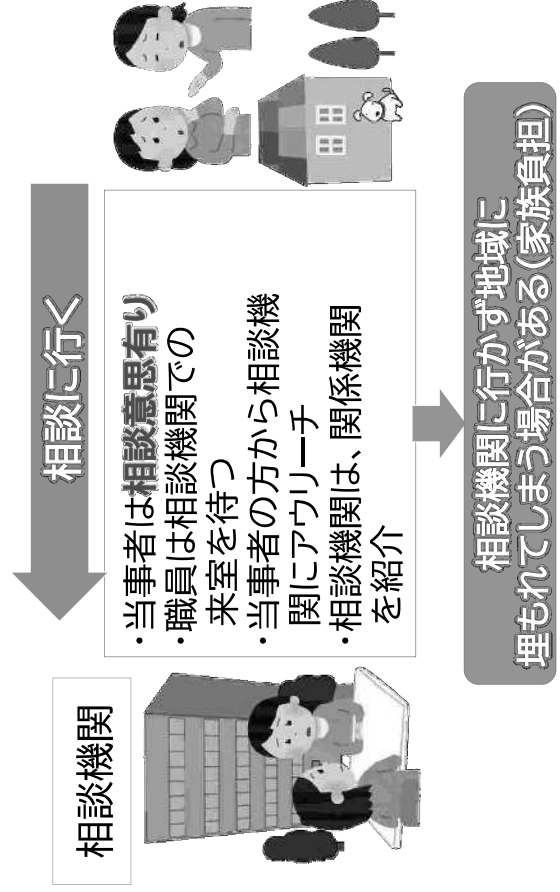 相談に行く
相談機関
・当事者は相談意思有り
・職員は相談機関での
来室を待つ
・当事者の方から相談機
関にアウリーチ
・相談機関は、関係機関
を紹介
相談機関に行かず地域に
埋もれてしまう場合がある(家族負担)